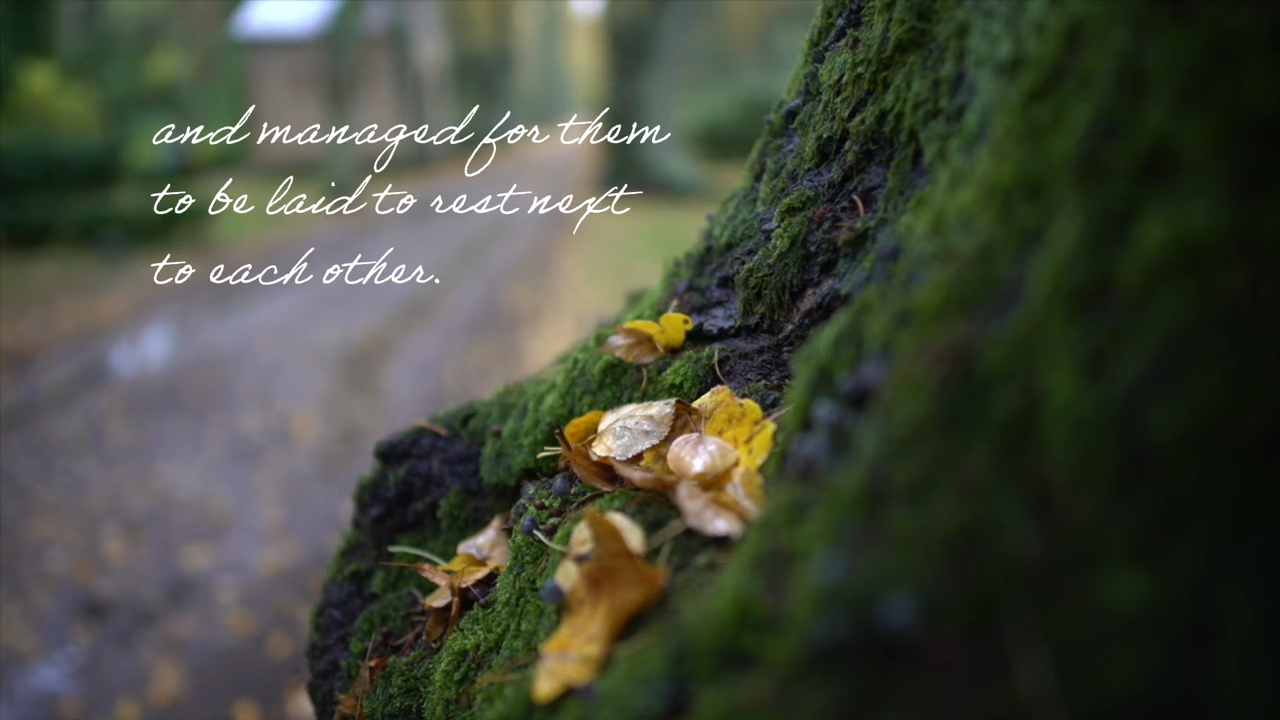 and managed for them
to be laid to rest next
to each other.